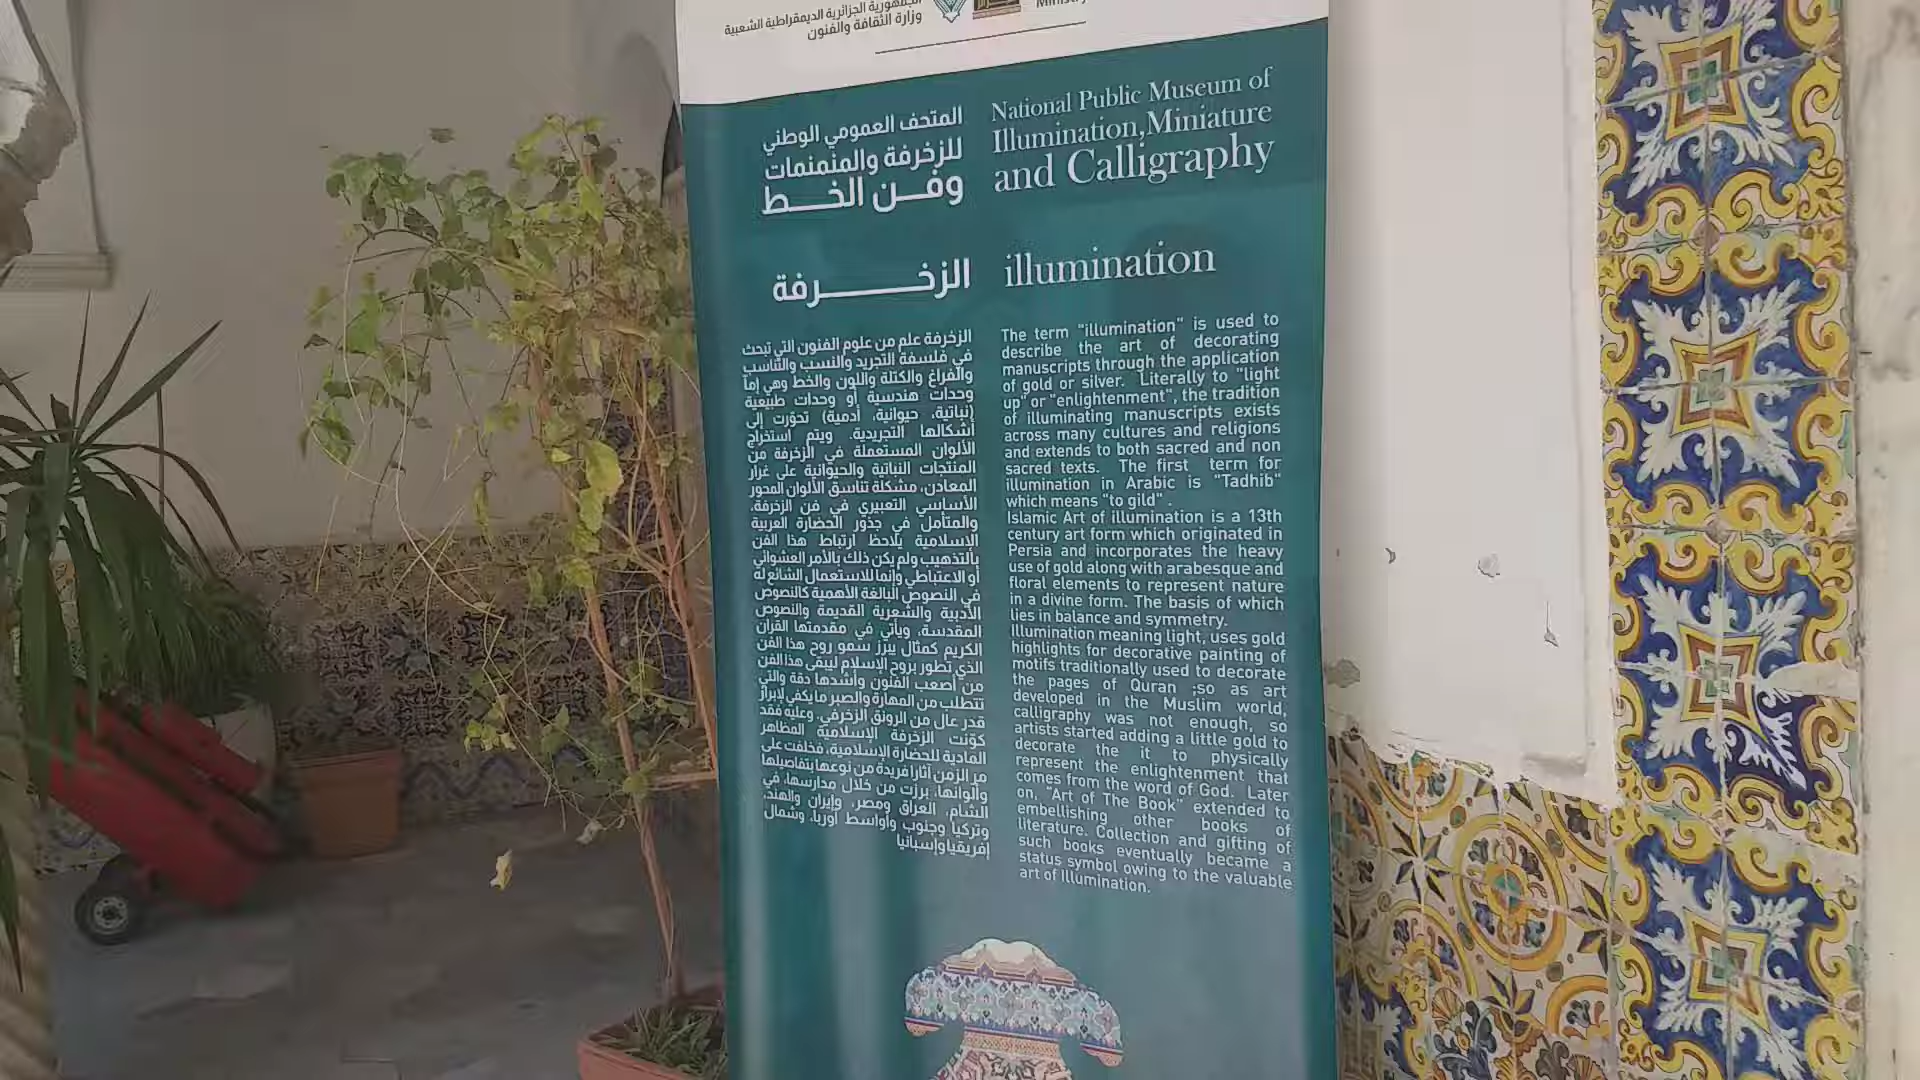 الجمهورية الجزائرية الديمقراطية الشعبية
وزارة الثقافة والفنون
المتحف العمومي الوطني
للزخرفة والمنمنمات
وفن الخط
National Public Museum of
Illumination,Miniature
and Calligraphy
الزخرفة
illumination
الزخرفة علم من علوم الفنون التي تبحث
في فلسفة التجريد والنسب والتناسب
والفراغ والكتلة واللون والخط وهي إما
وحدات هندسية أو وحدات طبيعية
(نباتية، حيوانية، آدمية) تحوّرت إلى
أشكالها التجريدية. ويتم استخراج
الألوان المستعملة في الزخرفة من
المنتجات النباتية والحيوانية على غرار
المعادن، مشكلة تناسق الألوان المحور
الأساسي التعبيري في فن الزخرفة،
والمتأمل في جذور الحضارة العربية
الإسلامية يلاحظ ارتباط هذا الفن
بالتذهيب ولم يكن ذلك بالأمر العشوائي
أو الاعتباطي وإنما للاستعمال الشائع له
في النصوص البالغة الأهمية كالنصوص
الأدبية والشعرية القديمة والنصوص
المقدسة، ويأتي في مقدمتها القرآن
الكريم كمثال يبرز سمو روح هذا الفن
الذي تطور بروح الإسلام ليبقى هذا الفن
من أصعب الفنون وأشدها دقة والتي
تتطلب من المهارة والصبر ما يكفي لإبراز
قدر عال من الرونق الزخرفي. وعليه فقد
كوّنت الزخرفة الإسلامية المظاهر
المادية للحضارة الإسلامية، فخلفت على
مر الزمن آثارا فريدة من نوعها بتفاصيلها
وألوانها، برزت من خلال مدارسها، في
الشام، العراق ومصر، وإيران والهند،
وتركيا وجنوب وأواسط أوربا، وشمال
إفريقيا وإسبانيا
The term "illumination" is used to
describe the art of decorating
manuscripts through the application
of gold or silver. Literally to "light
up" or "enlightenment", the tradition
of illuminating manuscripts exists
across many cultures and religions
and extends to both sacred and non
sacred texts. The first term for
illumination in Arabic is "Tadhib"
which means "to gild" .
Islamic Art of illumination is a 13th
century art form which originated in
Persia and incorporates the heavy
use of gold along with arabesque and
floral elements to represent nature
in a divine form. The basis of which
lies in balance and symmetry.
Illumination meaning light, uses gold
highlights for decorative painting of
motifs traditionally used to decorate
the pages of Quran ;so as art
developed in the Muslim world,
calligraphy was not enough, so
artists started adding a little gold to
decorate the it to physically
represent the enlightenment that
comes from the word of God. Later
on, "Art of The Book" extended to
embellishing other books of
literature. Collection and gifting of
such books eventually became a
status symbol owing to the valuable
art of Illumination.